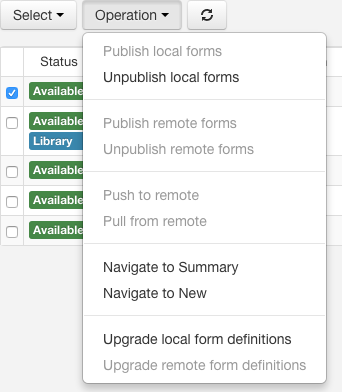 Select
Operation
Status
Publish local forms
Unpublish local forms
Available
Available
Library
Publish remote forms
Unpublish remote forms
Available
Push to remote
Available
Pull from remote
Available
Navigate to Summary
Navigate to New
Upgrade local form definitions
Upgrade remote form definitions